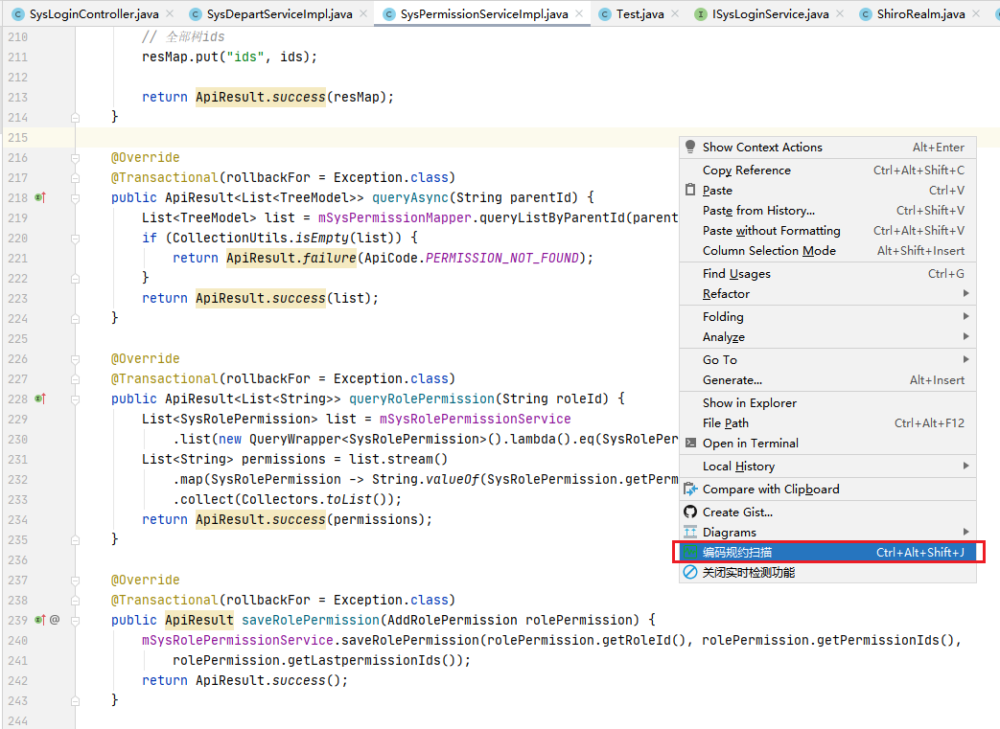 SysLoginController.java SysDepartServiceImpl.java SysPermissionServiceImpl.java Test.java ISysLoginService.java ShiroRealm.java
210 // 全部树ids
211 resMap.put("ids", ids);
212
213 return ApiResult.success(resMap);
214 }
215
216 @Override
217 @Transactional(rollbackFor = Exception.class)
218 public ApiResult<List<TreeModel>> queryAsync(String parentId) {
219 List<TreeModel> list = mSysPermissionMapper.queryListByParentId(parent
220 if (CollectionUtils.isEmpty(list)) {
221 return ApiResult.failure(ApiCode.PERMISSION_NOT_FOUND);
222 }
223 return ApiResult.success(list);
224 }
225
226 @Override
227 @Transactional(rollbackFor = Exception.class)
228 public ApiResult<List<String>> queryRolePermission(String roleId) {
229 List<SysRolePermission> list = mSysRolePermissionService
230 .list(new QueryWrapper<SysRolePermission>().lambda().eq(SysRolePer
231 List<String> permissions = list.stream()
232 .map(SysRolePermission -> String.valueOf(SysRolePermission.getPerm
233 .collect(Collectors.toList());
234 return ApiResult.success(permissions);
235 }
236
237 @Override
238 @Transactional(rollbackFor = Exception.class)
239 @ public ApiResult saveRolePermission(AddRolePermission rolePermission) {
240 mSysRolePermissionService.saveRolePermission(rolePermission.getRoleId(), rolePermission.getPermissionIds(),
241 rolePermission.getLastpermissionIds());
242 return ApiResult.success();
243 }
244
Show Context Actions Alt+Enter
Copy Reference Ctrl+Alt+Shift+C
Paste Ctrl+V
Paste from History... Ctrl+Shift+V
Paste without Formatting Ctrl+Alt+Shift+V
Column Selection Mode Alt+Shift+Insert
Find Usages Ctrl+G
Refactor
Folding
Analyze
Go To
Generate... Alt+Insert
Show in Explorer
File Path Ctrl+Alt+F12
Open in Terminal
Local History
Compare with Clipboard
Create Gist...
Diagrams
编码规约扫描 Ctrl+Alt+Shift+J
关闭实时检测功能